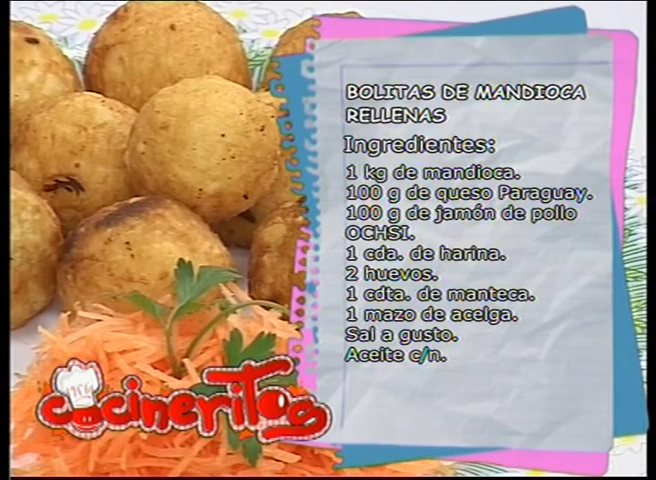 BOLITAS DE MANDIOCA
RELLENAS
Ingredientes:
1 kg de mandioca.
100 g de queso Paraguay.
100 g de jamón de pollo
OCHSI.
1 cda. de harina.
2 huevos.
1 cdta. de manteca.
1 mazo de acelga.
Sal a gusto.
Aceite c/n.
cocineritos